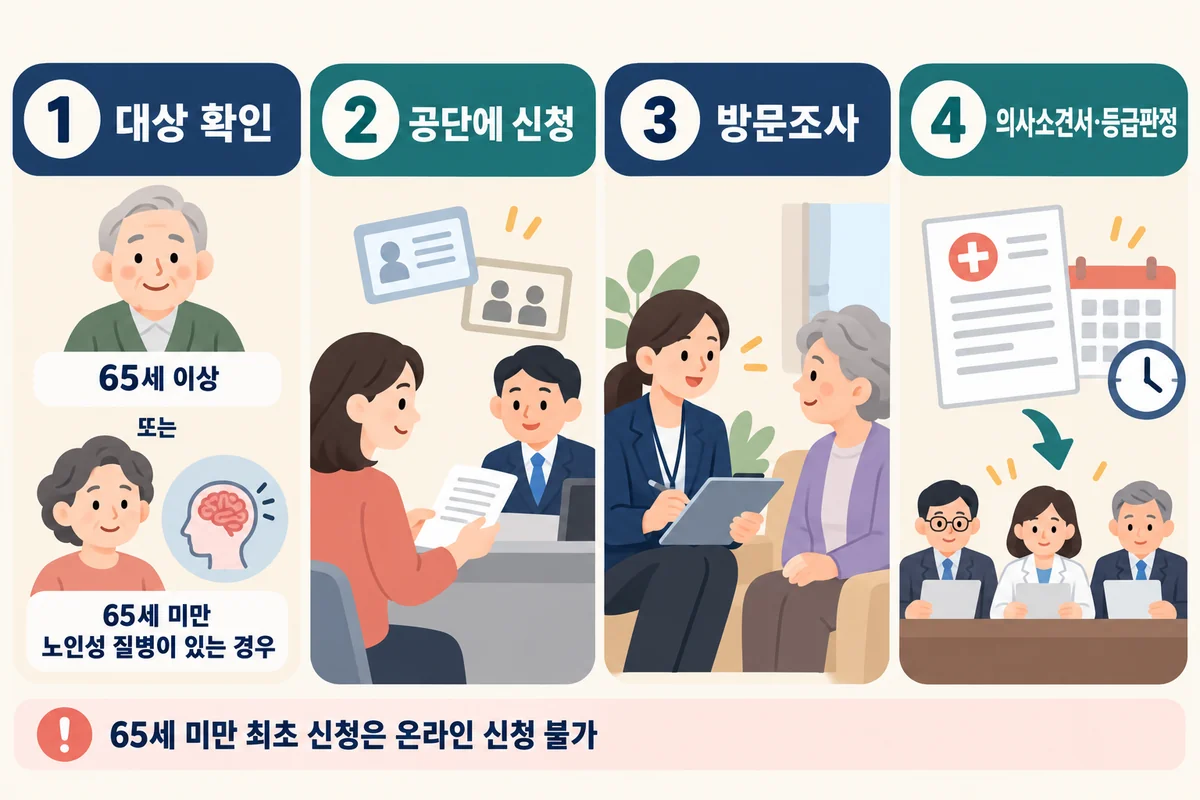 1 대상 확인
65세 이상
또는
65세 미만
노인성 질병이 있는 경우
2 공단에 신청
3 방문조사
4 의사소견서·등급판정
! 65세 미만 최초 신청은 온라인 신청 불가